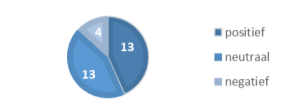 4
13
13
positief
neutraal
negatief